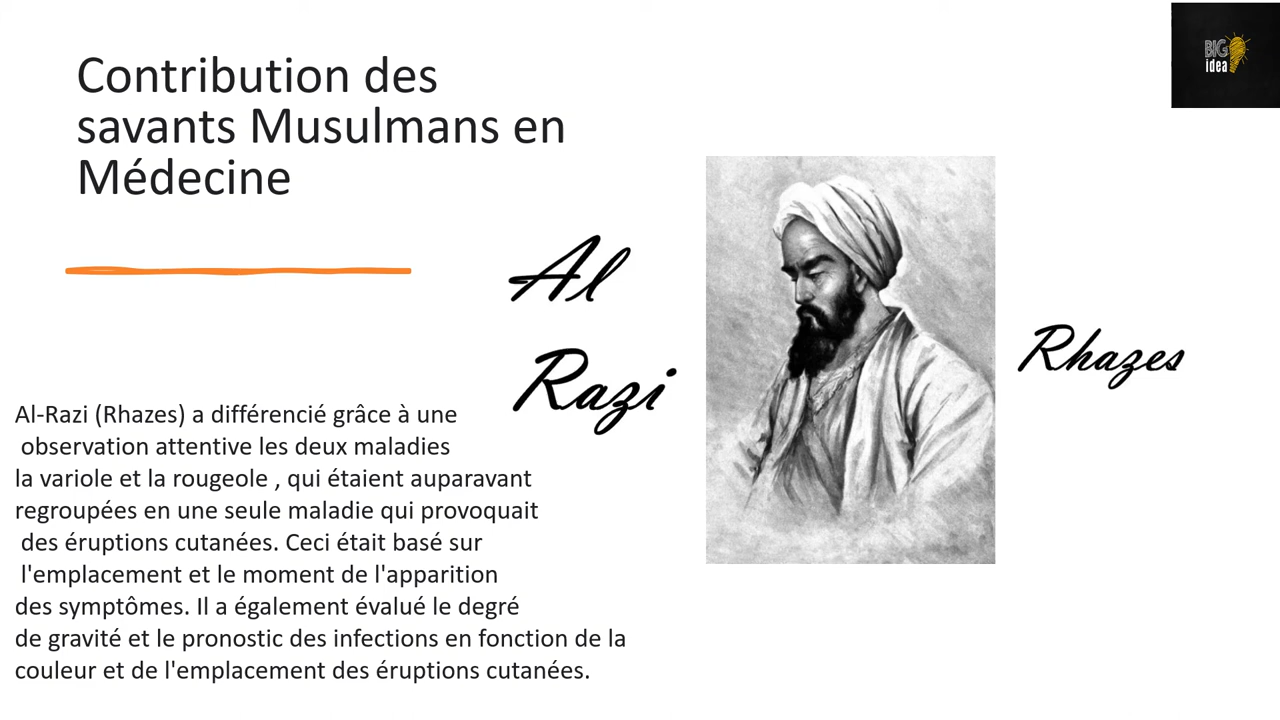 Contribution des
savants Musulmans en
Médecine
BIG
idea
Al
Razi
Rhazes
Al-Razi (Rhazes) a différencié grâce à une
observation attentive les deux maladies
la variole et la rougeole , qui étaient auparavant
regroupées en une seule maladie qui provoquait
des éruptions cutanées. Ceci était basé sur
l'emplacement et le moment de l'apparition
des symptômes. Il a également évalué le degré
de gravité et le pronostic des infections en fonction de la
couleur et de l'emplacement des éruptions cutanées.